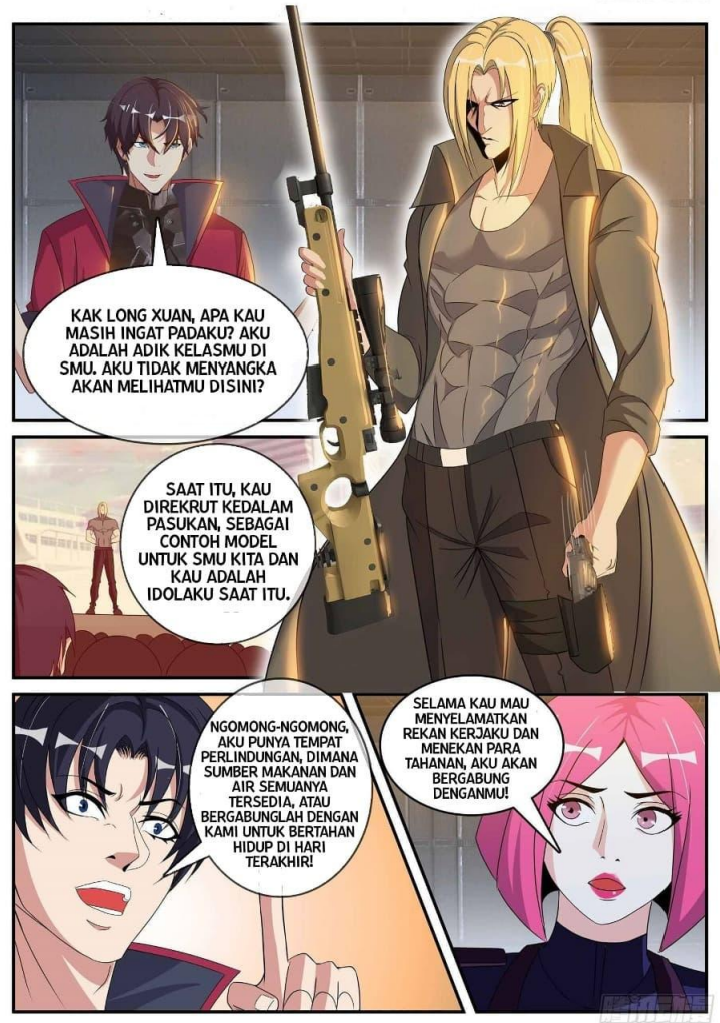 KAK LONG XUAN, APA KAU
MASIH INGAT PADAKU? AKU
ADALAH ADIK KELASMU DI
SMU. AKU TIDAK MENYANGKA
AKAN MELIHATMU DISINI?
SAAT ITU, KAU
DIREKRUT KEDALAM
PASUKAN, SEBAGAI
CONTOH MODEL
UNTUK SMU KITA DAN
KAU ADALAH
IDOLAKU SAAT ITU.
NGOMONG-NGOMONG,
AKU PUNYA TEMPAT
PERLINDUNGAN, DIMANA
SUMBER MAKANAN DAN
AIR SEMUANYA
TERSEDIA, ATAU
BERGABUNGLAH DENGAN
KAMI UNTUK BERTAHAN
HIDUP DI HARI
TERAKHIR!
SELAMA KAU MAU
MENYELAMATKAN
REKAN KERJAKU DAN
MENEKAN PARA
TAHANAN, AKU AKAN
BERGABUNG
DENGANMU!